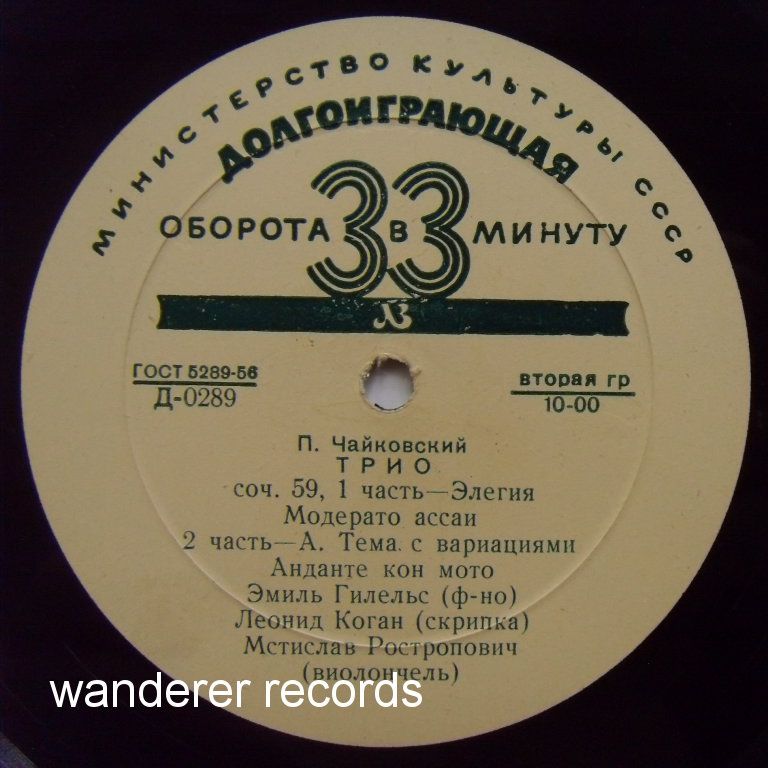 МИНИСТЕРСТВО КУЛЬТУРЫ СССР
ДОЛГОИГРАЮЩАЯ
ОБОРОТА 33 В МИНУТУ
ГОСТ 5289-56
Д-0289
вторая гр
10-00
П. Чайковский
ТРИО
соч. 59, 1 часть—Элегия
Модерато ассаи
2 часть—А. Тема с вариациями
Анданте кон мото
Эмиль Гилельс (ф-но)
Леонид Коган (скрипка)
Мстислав Ростропович
(виолончель)
wanderer records